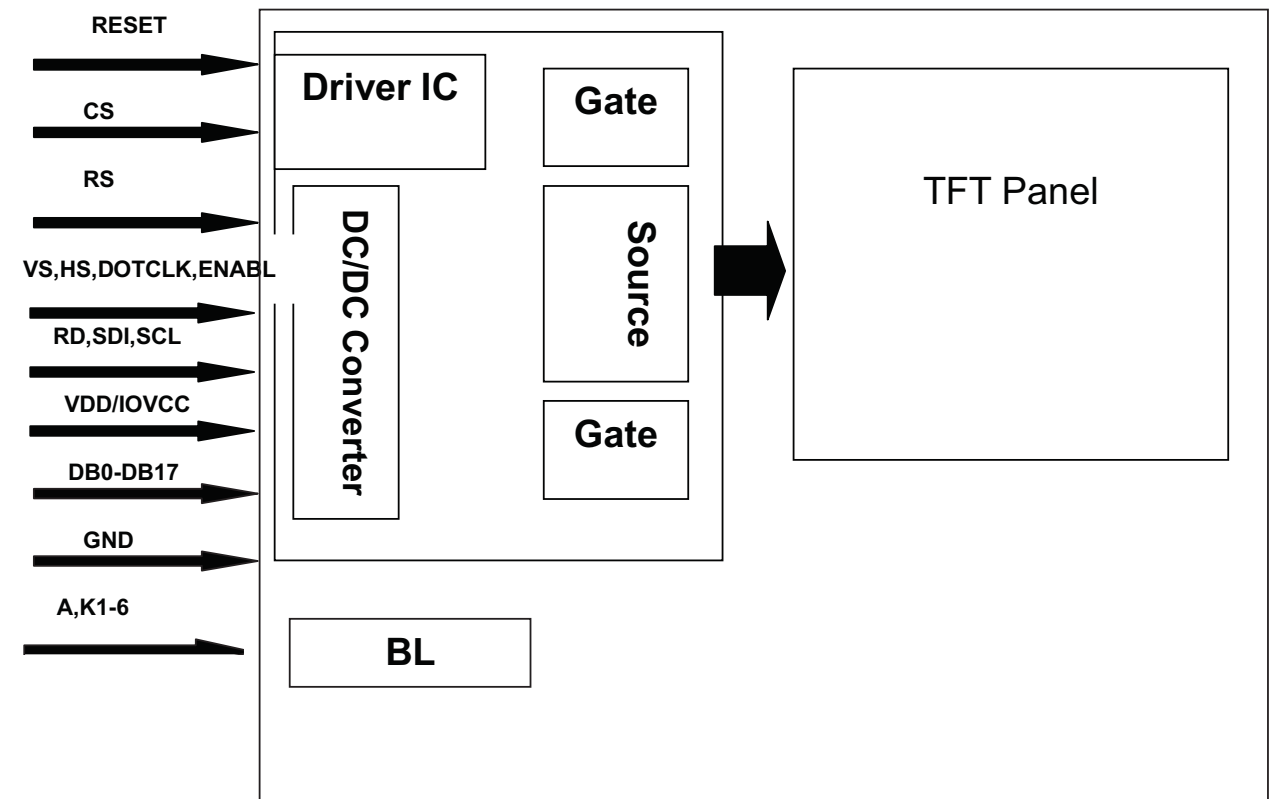 RESET
CS
RS
VS,HS,DOTCLK,ENABL
RD,SDI,SCL
VDD/IOVCC
DB0-DB17
GND
A,K1-6
Driver IC
DC/DC Converter
Gate
Source
Gate
BL
TFT Panel